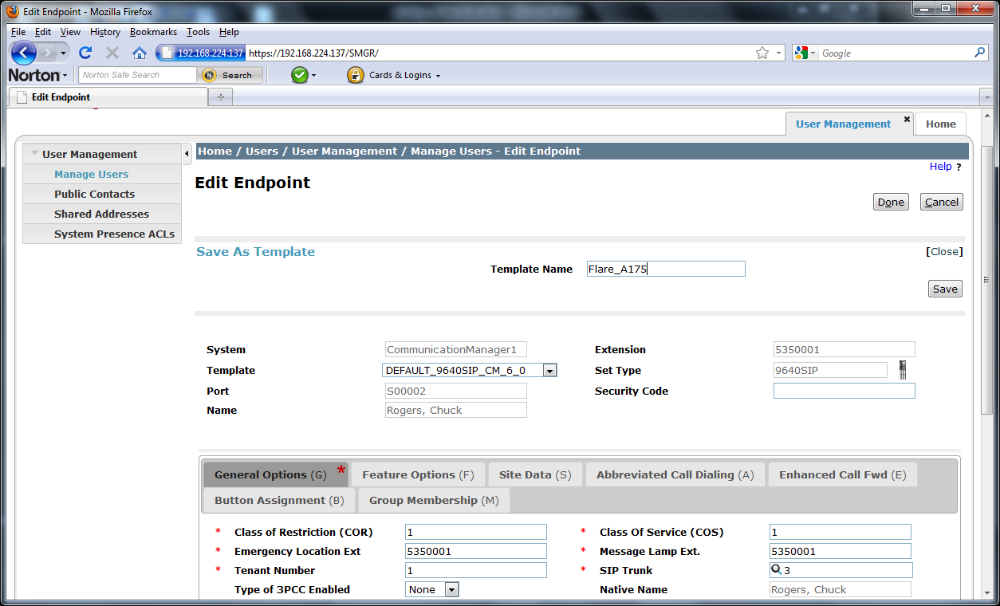 Edit Endpoint - Mozilla Firefox
File Edit View History Bookmarks Tools Help
192.168.224.137 https://192.168.224.137/SMGR/ Google
Norton Norton Safe Search Search Cards & Logins
Edit Endpoint
User Management Home
User Management Home / Users / User Management / Manage Users - Edit Endpoint
Manage Users Help ?
Public Contacts Edit Endpoint
Shared Addresses Done Cancel
System Presence ACLs
Save As Template [Close]
Template Name Flare_A175
Save
System CommunicationManager1 Extension 5350001
Template DEFAULT_9640SIP_CM_6_0 Set Type 9640SIP
Port S00002 Security Code
Name Rogers, Chuck
General Options (G) * Feature Options (F) Site Data (S) Abbreviated Call Dialing (A) Enhanced Call Fwd (E)
Button Assignment (B) Group Membership (M)
* Class of Restriction (COR) 1 * Class Of Service (COS) 1
* Emergency Location Ext 5350001 * Message Lamp Ext. 5350001
* Tenant Number 1 * SIP Trunk 3
Type of 3PCC Enabled None Native Name Rogers, Chuck